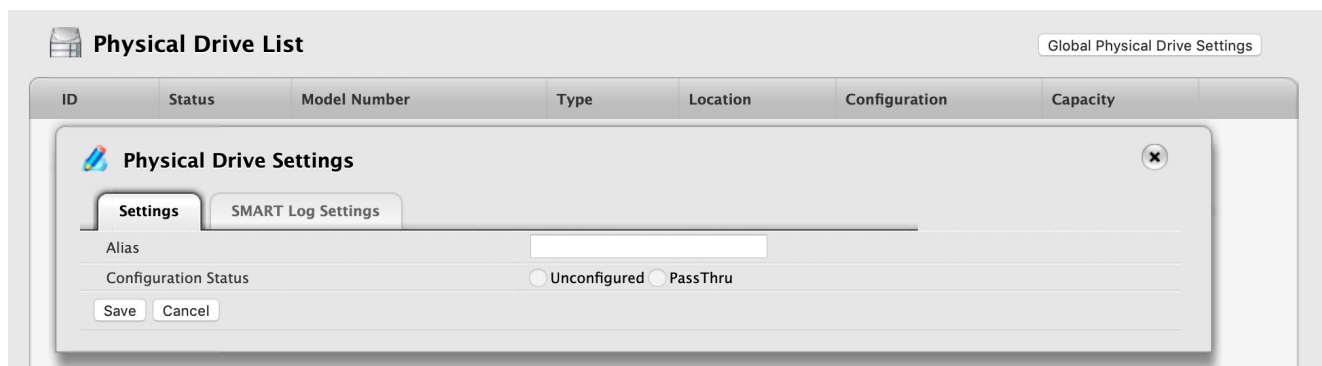 Physical Drive List
Global Physical Drive Settings
ID Status Model Number Type Location Configuration Capacity
Physical Drive Settings
Settings SMART Log Settings
Alias
Configuration Status Unconfigured PassThru
Save Cancel